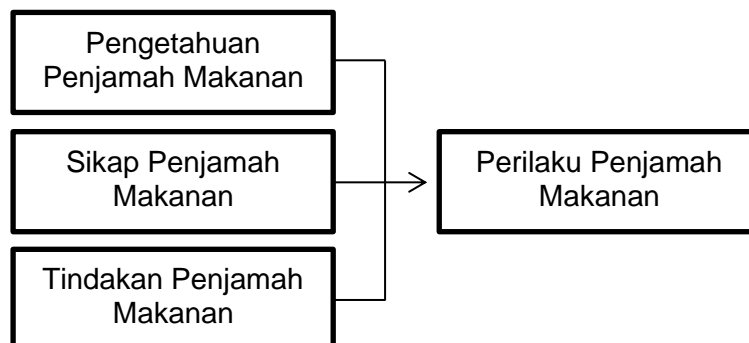 Pengetahuan
Penjamah Makanan
Sikap Penjamah
Makanan
Perilaku Penjamah
Makanan
Tindakan Penjamah
Makanan